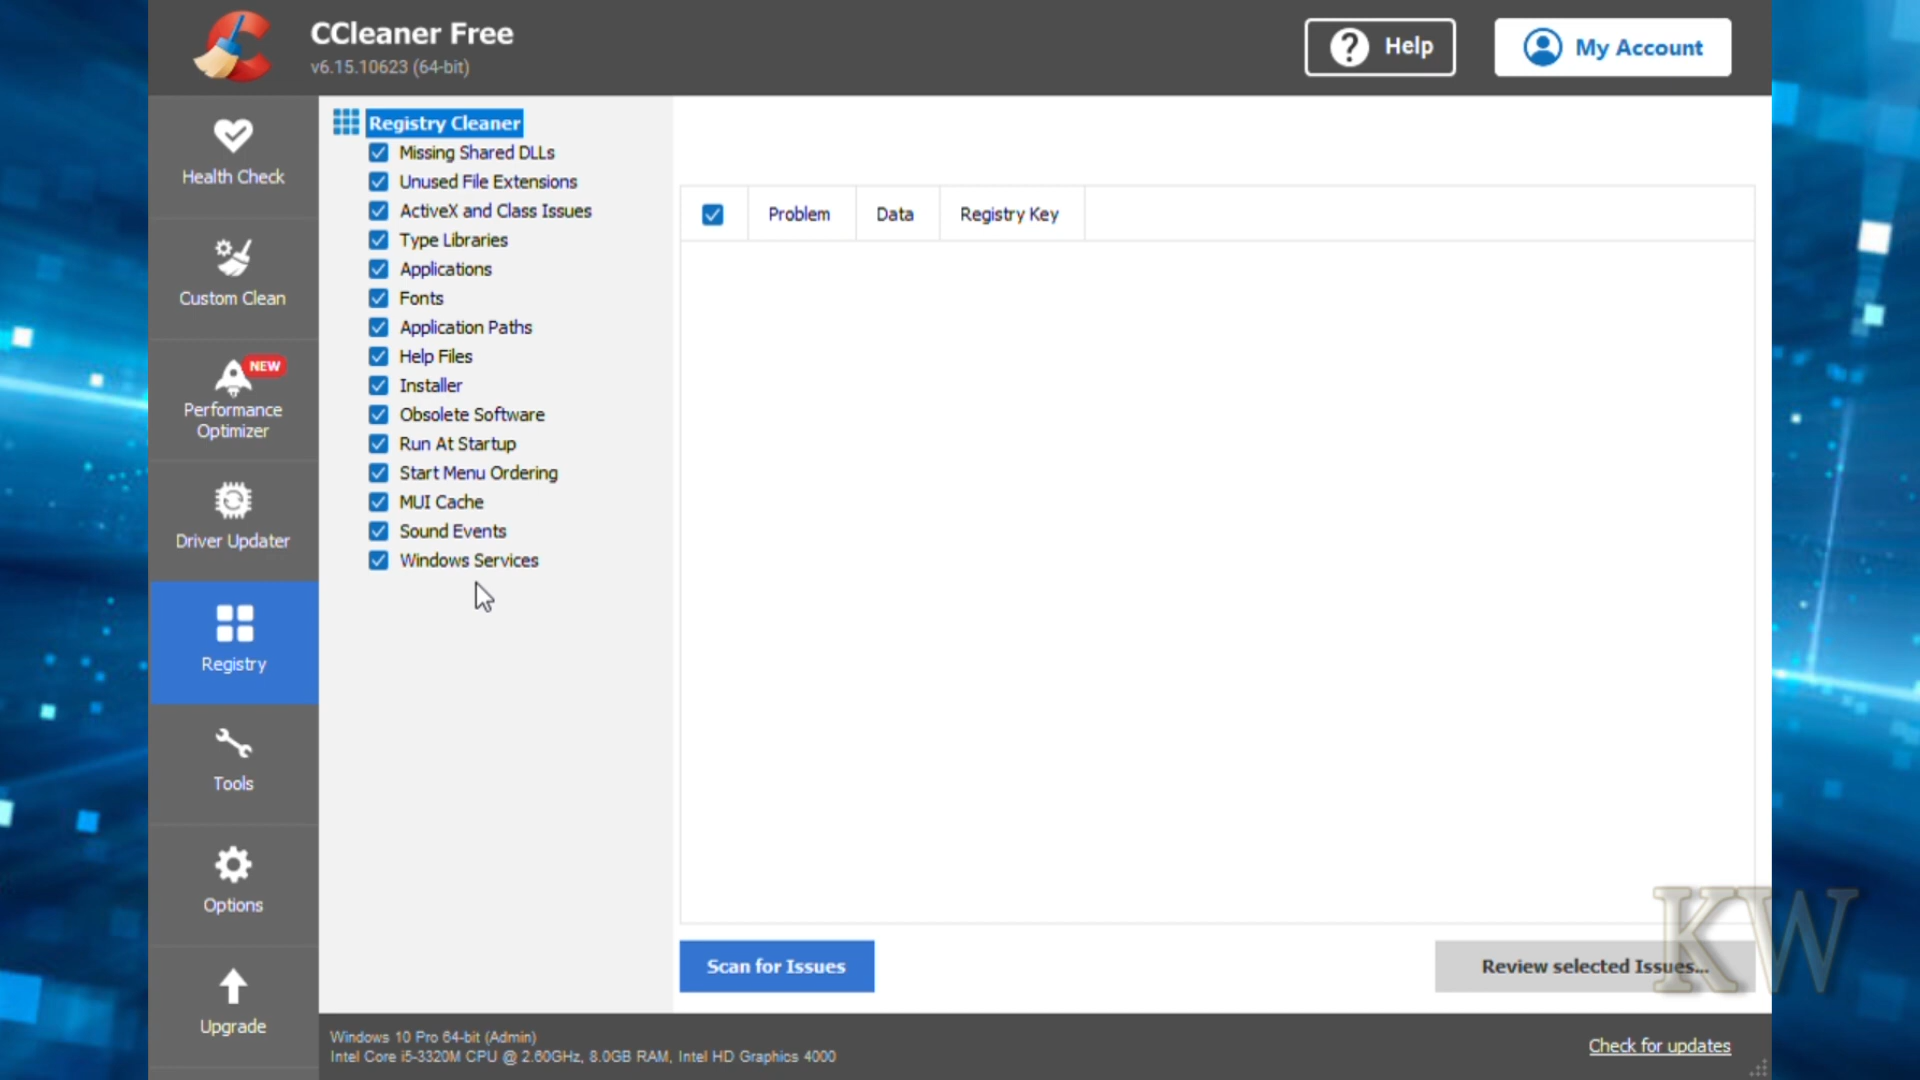 CCleaner Free
v6.15.10623 (64-bit)
Help
My Account
Health Check
Custom Clean
NEW
Performance
Optimizer
Driver Updater
Registry
Tools
Options
Upgrade
Registry Cleaner
Missing Shared DLLs
Unused File Extensions
ActiveX and Class Issues
Type Libraries
Applications
Fonts
Application Paths
Help Files
Installer
Obsolete Software
Run At Startup
Start Menu Ordering
MUI Cache
Sound Events
Windows Services
Problem
Data
Registry Key
Scan for Issues
Review selected Issues...
KW
Windows 10 Pro 64-bit (Admin)
Intel Core i5-3320M CPU @ 2.60GHz, 8.0GB RAM, Intel HD Graphics 4000
Check for updates